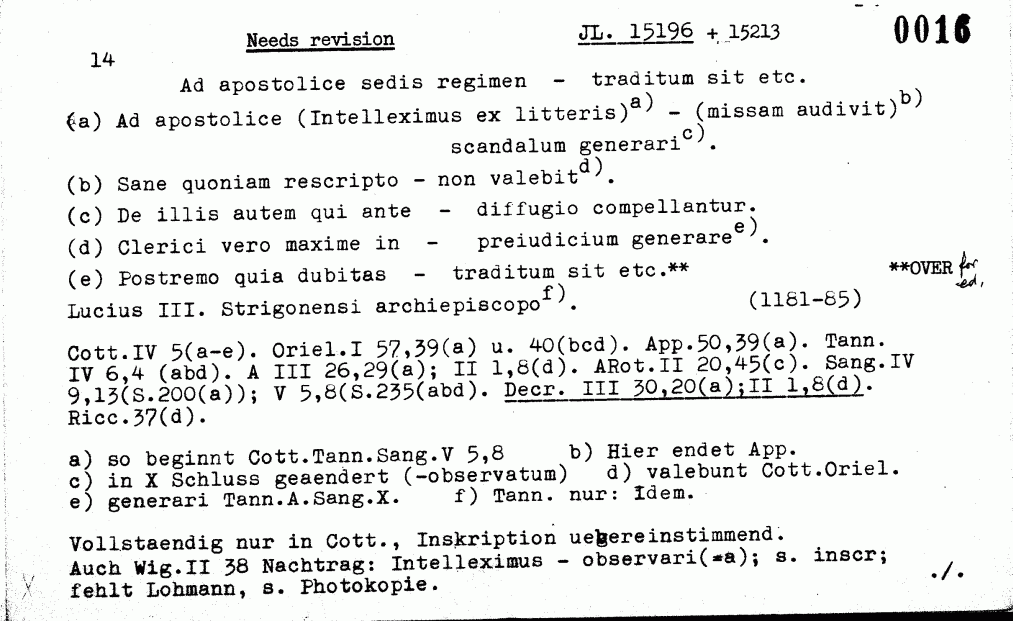 Needs revision JL. 15196 + 15213 0016
14
Ad apostolice sedis regimen - traditum sit etc.
(a) Ad apostolice (Intelleximus ex litteris)a) - (missam audivit)b)
scandalum generari c).
(b) Sane quoniam rescripto - non valebit d).
(c) De illis autem qui ante - diffugio compellantur.
(d) Clerici vero maxime in - preiudicium generare e).
(e) Postremo quia dubitas - traditum sit etc.** **OVER for
ed.
Lucius III. Strigonensi archiepiscopo f). (1181-85)
Cott.IV 5(a-e). Oriel.I 57,39(a) u. 40(bcd). App.50,39(a). Tann.
IV 6,4 (abd). A III 26,29(a); II 1,8(d). ARot.II 20,45(c). Sang.IV
9,13(S.200(a)); V 5,8(S.235(abd). Decr. III 30,20(a);II 1,8(d).
Ricc.37(d).
a) so beginnt Cott.Tann.Sang.V 5,8 b) Hier endet App.
c) in X Schluss geaendert (-observatum) d) valebunt Cott.Oriel.
e) generari Tann.A.Sang.X. f) Tann. nur: Idem.
Vollstaendig nur in Cott., Inskription uebereinstimmend.
Auch Wig.II 38 Nachtrag: Intelleximus - observari(=a); s. inscr;
fehlt Lohmann, s. Photokopie. ./.
X